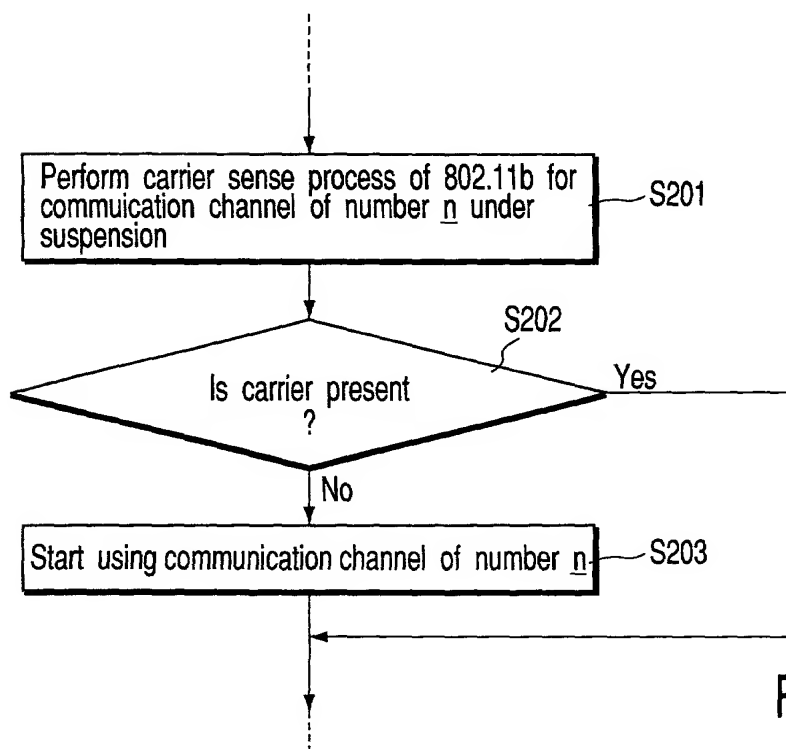 Perform carrier sense process of 802.11b for
commuication channel of number n under
suspension
S201
S202
Is carrier present
?
Yes
No
Start using communication channel of number n
S203